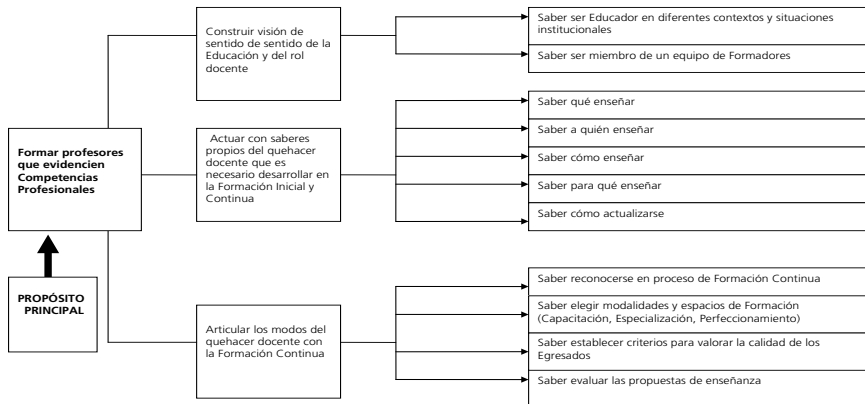 Construir visión de
sentido de sentido de la
Educación y del rol
docente
Saber ser Educador en diferentes contextos y situaciones
institucionales
Saber ser miembro de un equipo de Formadores
Formar profesores
que evidencien
Competencias
Profesionales
Actuar con saberes
propios del quehacer
docente que es
necesario desarrollar en
la Formación Inicial y
Continua
Saber qué enseñar
Saber a quién enseñar
Saber cómo enseñar
Saber para qué enseñar
Saber cómo actualizarse
PROPÓSITO
PRINCIPAL
Articular los modos del
quehacer docente con
la Formación Continua
Saber reconocerse en proceso de Formación Continua
Saber elegir modalidades y espacios de Formación
(Capacitación, Especialización, Perfeccionamiento)
Saber establecer criterios para valorar la calidad de los
Egresados
Saber evaluar las propuestas de enseñanza